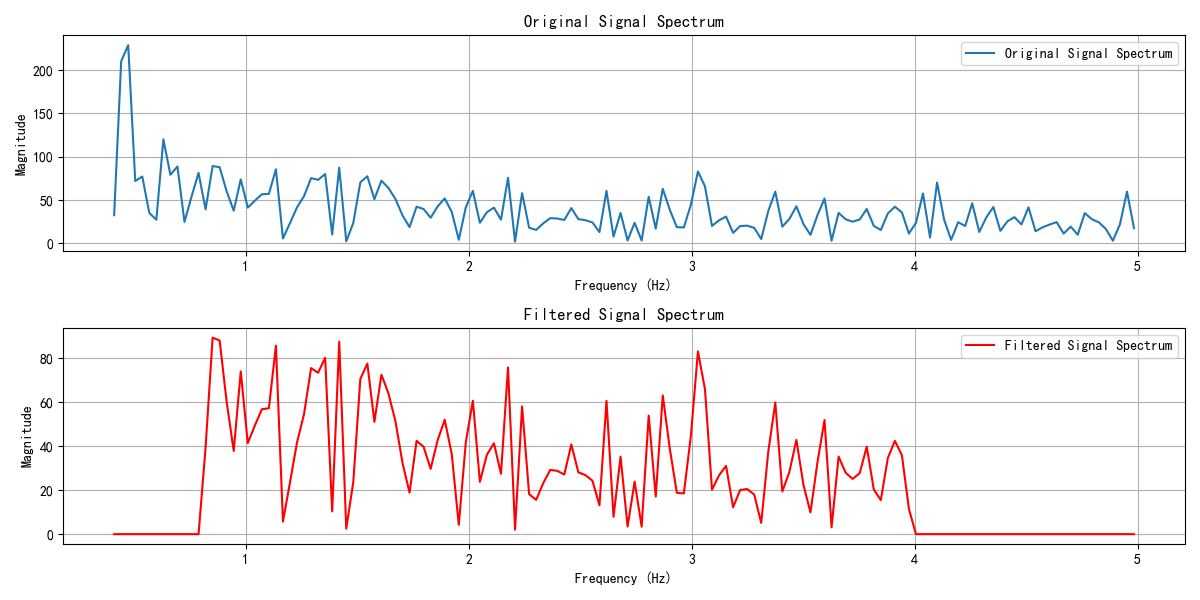 Original Signal Spectrum
Original Signal Spectrum
Magnitude
200
150
100
50
0
1 2 3 4 5
Frequency (Hz)
Filtered Signal Spectrum
Filtered Signal Spectrum
Magnitude
80
60
40
20
0
1 2 3 4 5
Frequency (Hz)